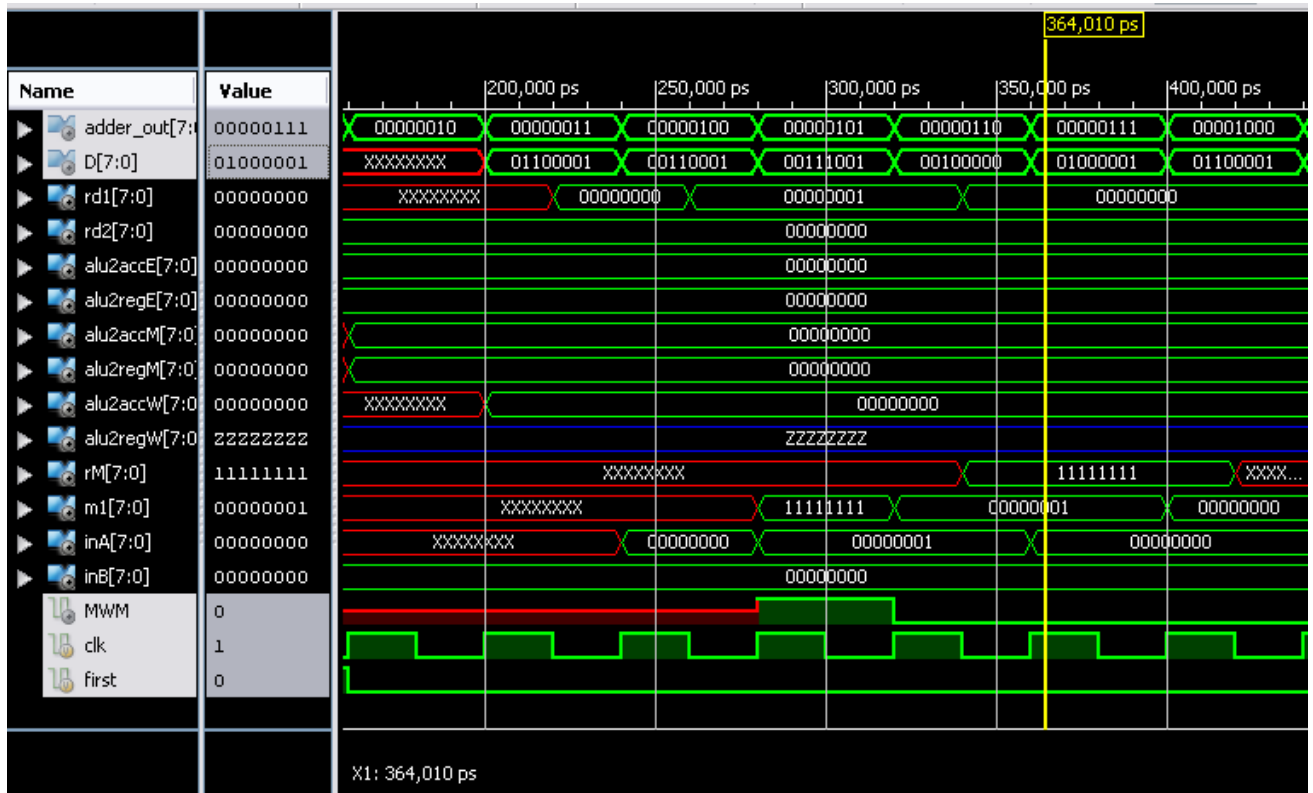 364,010 ps
Name Value
200,000 ps 250,000 ps 300,000 ps 350,000 ps 400,000 ps
adder_out[7:0 00000111 00000010 00000011 00000100 00000101 00000110 00000111 00001000
D[7:0] 01000001 XXXXXXXX 01100001 00110001 00111001 00100000 01000001 01100001
rd1[7:0] 00000000 XXXXXXXX 00000000 00000001 00000000
rd2[7:0] 00000000 00000000
alu2accE[7:0] 00000000 00000000
alu2regE[7:0] 00000000 00000000
alu2accM[7:0 00000000 00000000
alu2regM[7:0] 00000000 00000000
alu2accW[7:0 00000000 XXXXXXXX 00000000
alu2regW[7:0 ZZZZZZZZ ZZZZZZZZ
rM[7:0] 11111111 XXXXXXXX 11111111 XXXX...
m1[7:0] 00000001 XXXXXXXX 11111111 00000001 00000000
inA[7:0] 00000000 XXXXXXXX 00000000 00000001 00000000
inB[7:0] 00000000 00000000
MWM 0
clk 1
first 0
X1: 364,010 ps